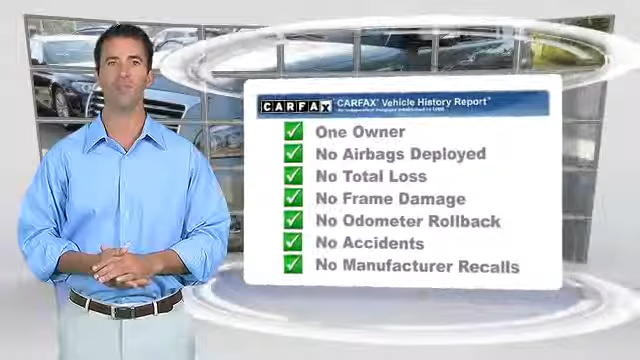 CARFAX CARFAX Vehicle History Report
One Owner
No Airbags Deployed
No Total Loss
No Frame Damage
No Odometer Rollback
No Accidents
No Manufacturer Recalls